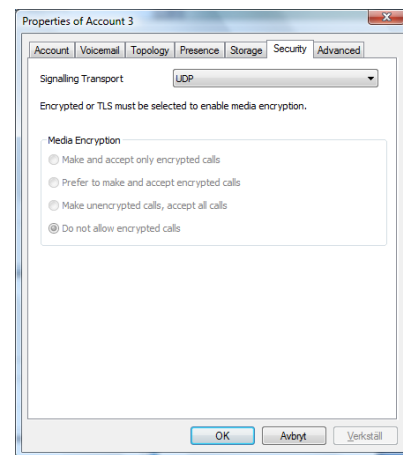 Properties of Account 3
Account Voicemail Topology Presence Storage Security Advanced
Signalling Transport UDP
Encrypted or TLS must be selected to enable media encryption.
Media Encryption
Make and accept only encrypted calls
Prefer to make and accept encrypted calls
Make unencrypted calls, accept all calls
Do not allow encrypted calls
OK Avbryt Verkställ